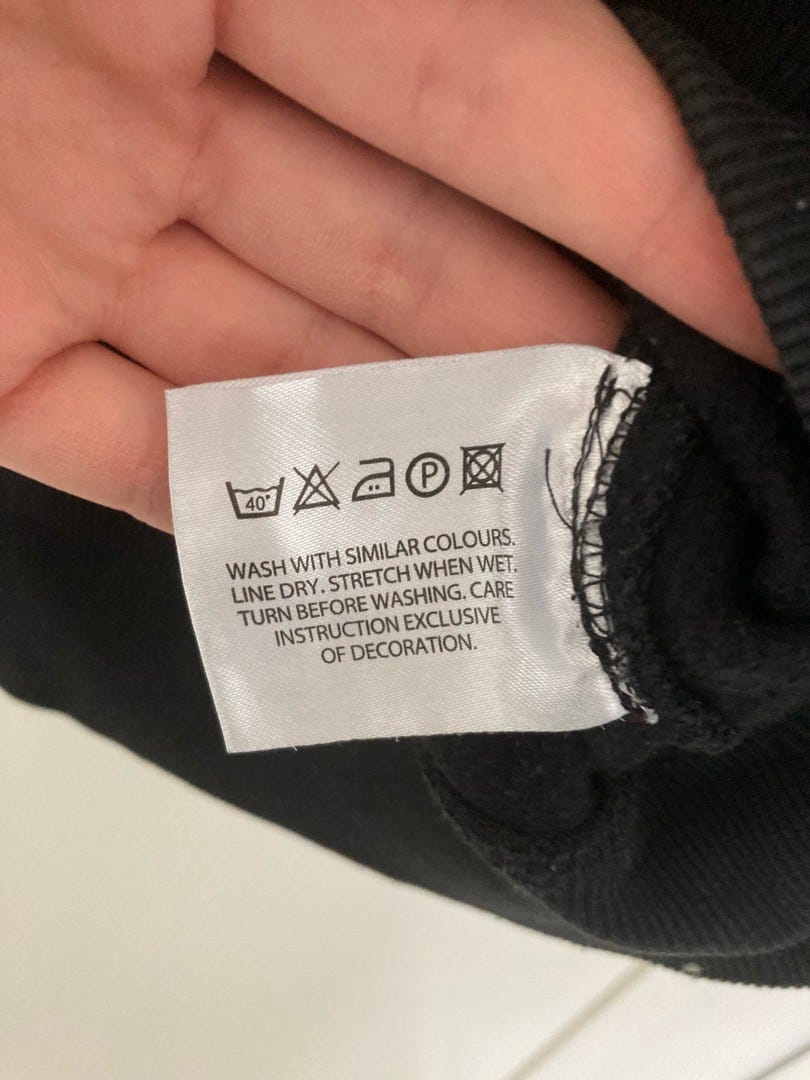 40° P
WASH WITH SIMILAR COLOURS.
LINE DRY. STRETCH WHEN WET.
TURN BEFORE WASHING. CARE
INSTRUCTION EXCLUSIVE
OF DECORATION.